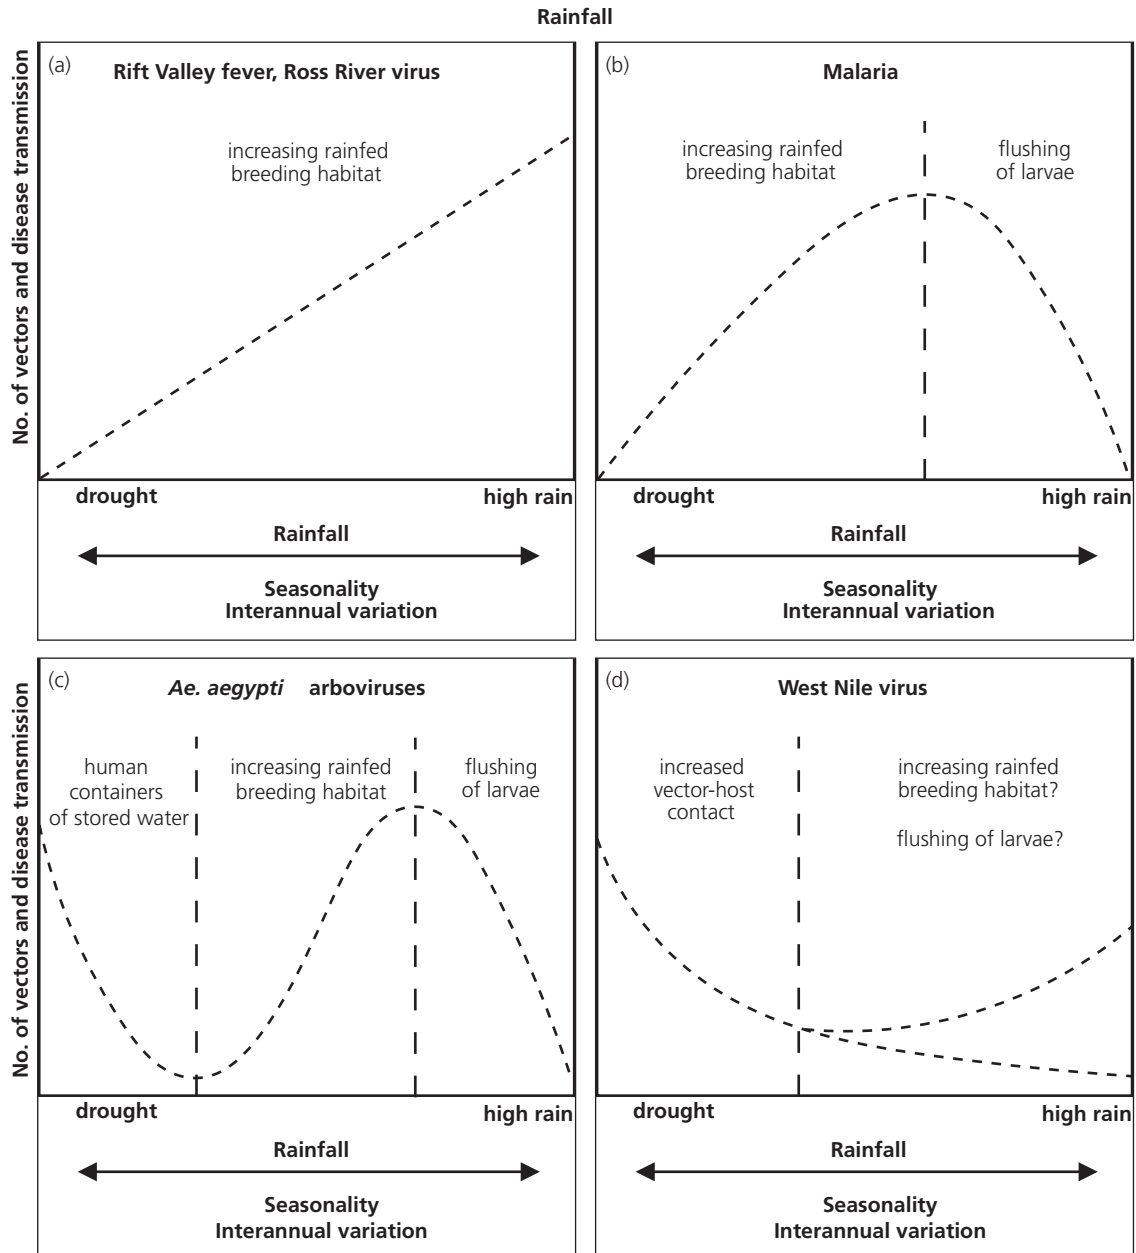 Rainfall
No. of vectors and disease transmission
(a)
Rift Valley fever, Ross River virus
increasing rainfed
breeding habitat
drought
high rain
Rainfall
Seasonality
Interannual variation
(b)
Malaria
increasing rainfed
breeding habitat
flushing
of larvae
drought
high rain
Rainfall
Seasonality
Interannual variation
No. of vectors and disease transmission
(c)
Ae. aegypti arboviruses
human
containers
of stored water
increasing rainfed
breeding habitat
flushing
of larvae
drought
high rain
Rainfall
Seasonality
Interannual variation
(d)
West Nile virus
increased
vector-host
contact
increasing rainfed
breeding habitat?
flushing of larvae?
drought
high rain
Rainfall
Seasonality
Interannual variation